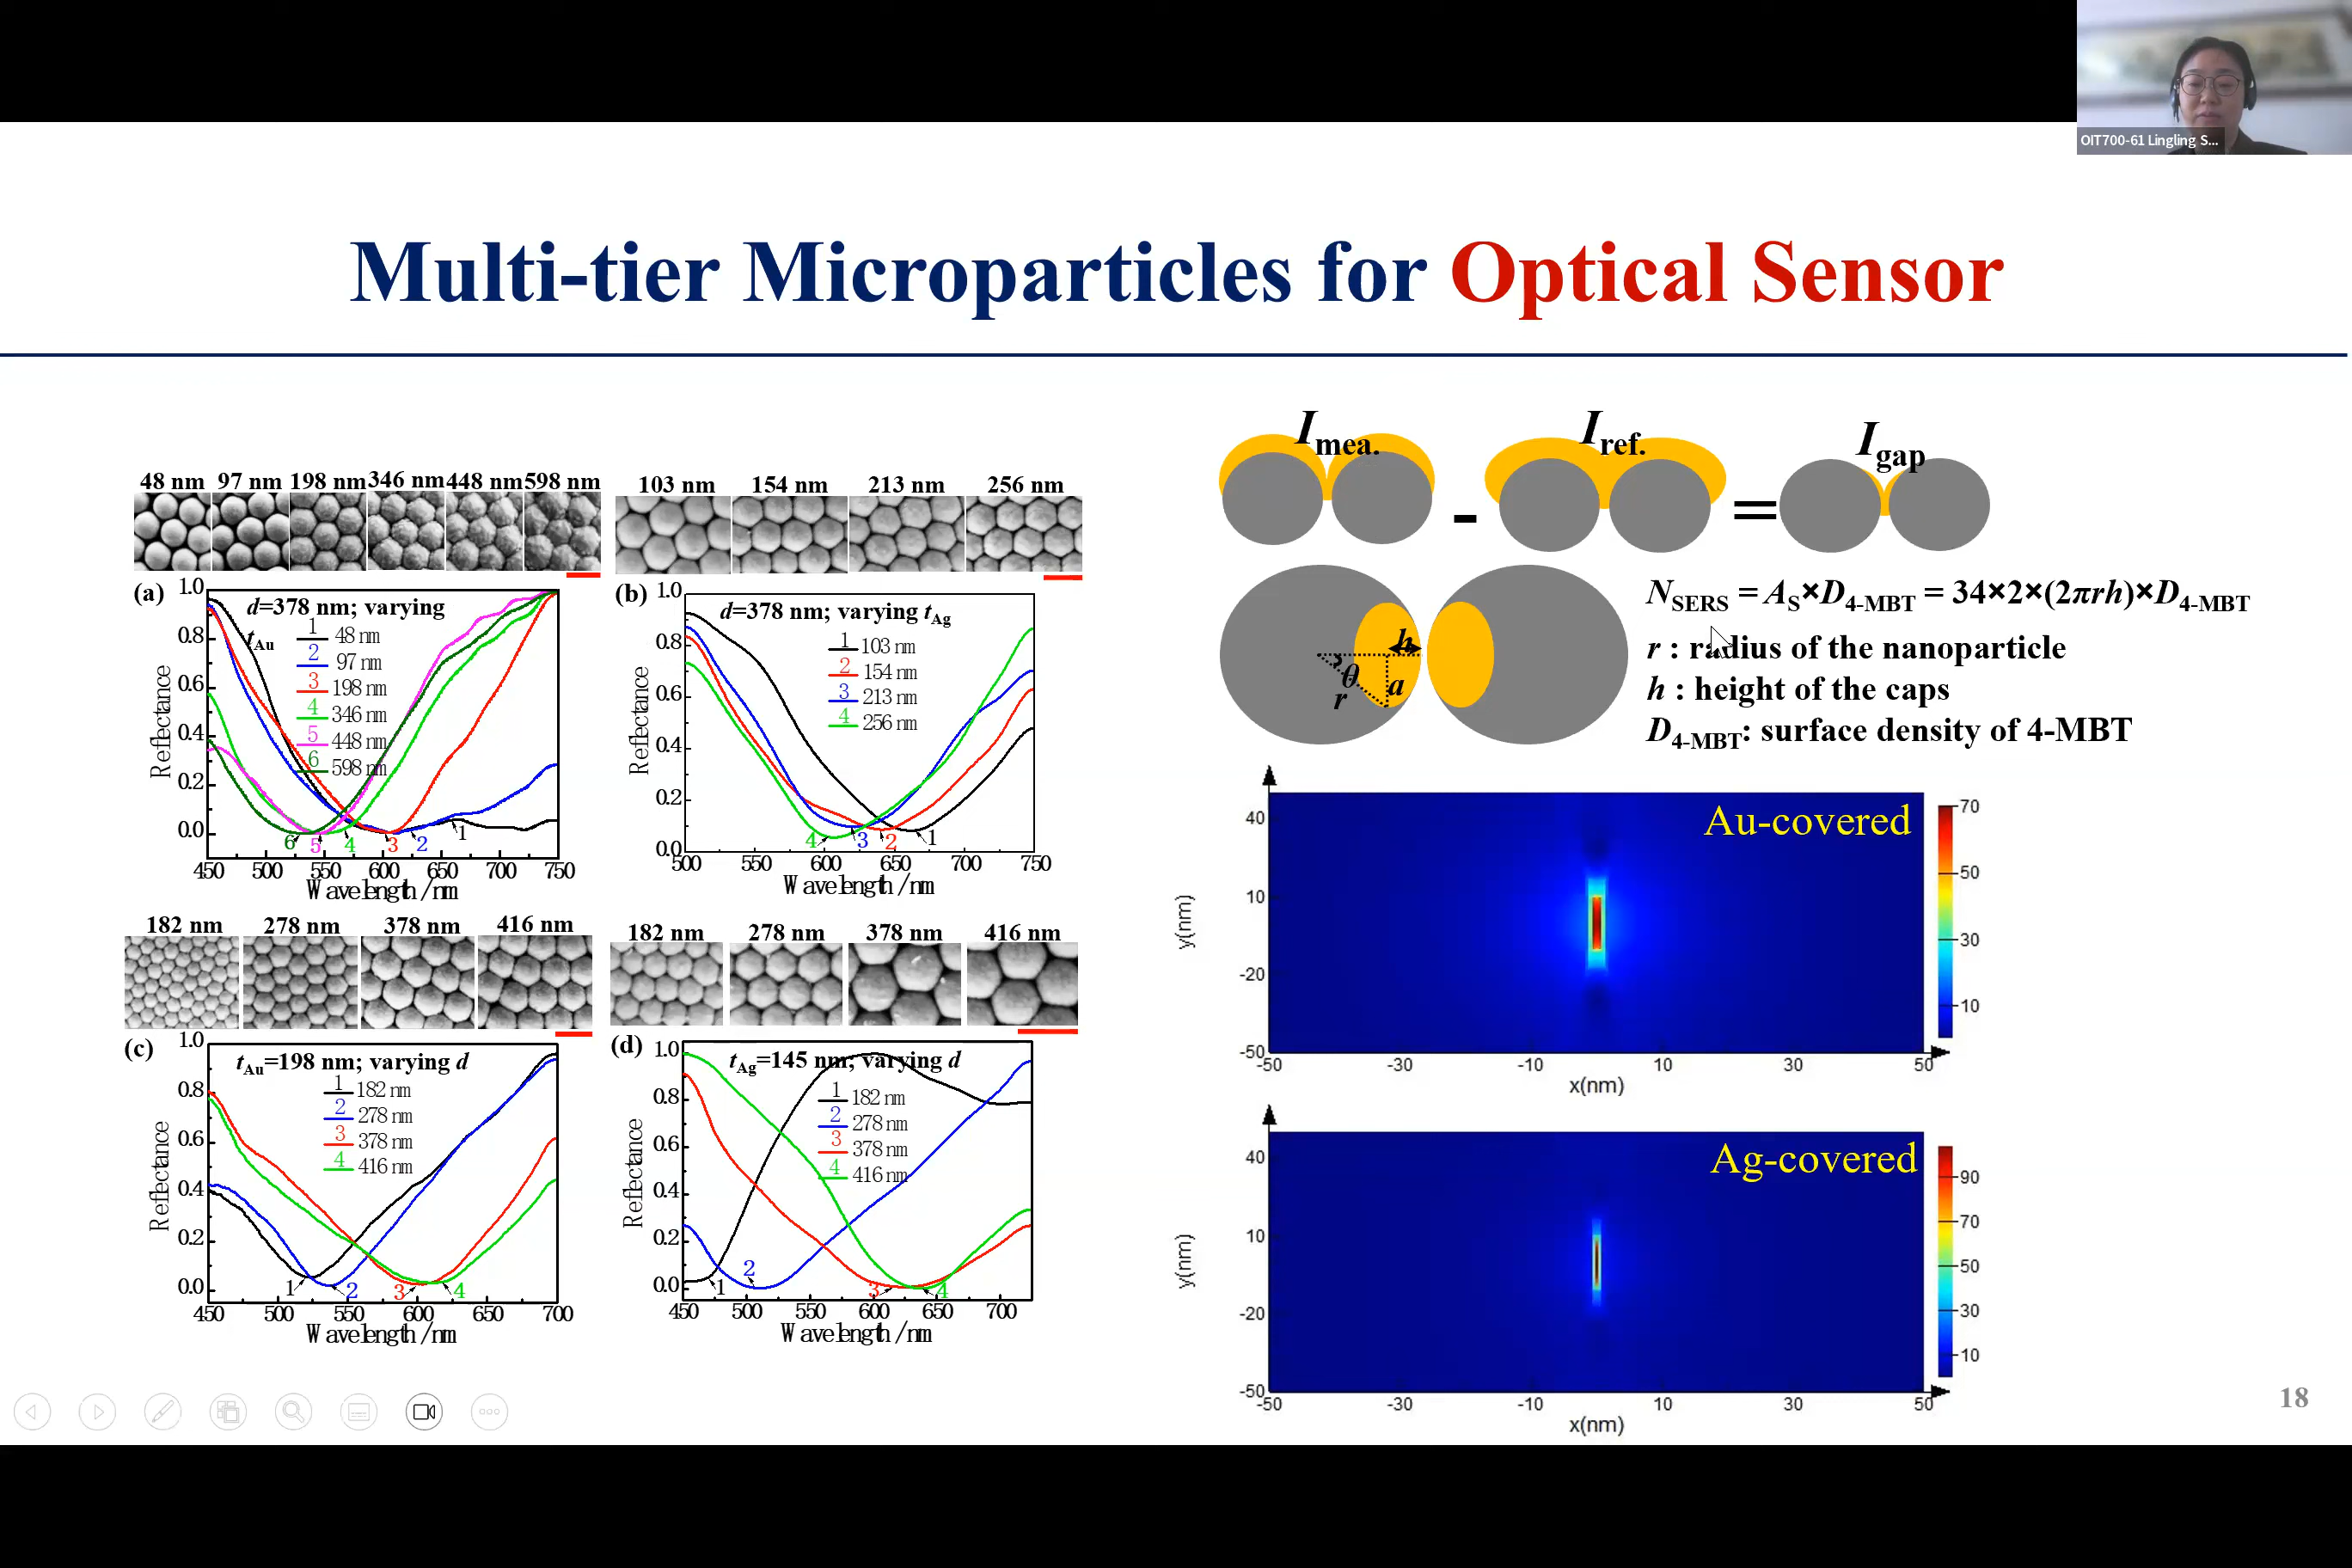 OIT700-61 Lingling S...
Multi-tier Microparticles for Optical Sensor
48 nm 97 nm 198 nm 346 nm 448 nm 598 nm
(a)
d=378 nm; varying
tAu
1 48 nm
2 97 nm
3 198 nm
4 346 nm
5 448 nm
6 598 nm
Reflectance
1.0
0.8
0.6
0.4
0.2
0.0
6 5 4 3 2 1
450 500 550 600 650 700 750
Wavelength /nm
103 nm 154 nm 213 nm 256 nm
(b)
d=378 nm; varying tAg
1 103 nm
2 154 nm
3 213 nm
4 256 nm
Reflectance
1.0
0.8
0.6
0.4
0.2
0.0
4 3 2 1
500 550 600 650 700 750
Wavelength /nm
182 nm 278 nm 378 nm 416 nm
(c)
tAu=198 nm; varying d
1 182 nm
2 278 nm
3 378 nm
4 416 nm
Reflectance
1.0
0.8
0.6
0.4
0.2
0.0
1 2 3 4
450 500 550 600 650 700
Wavelength /nm
182 nm 278 nm 378 nm 416 nm
(d)
tAg=145 nm; varying d
1 182 nm
2 278 nm
3 378 nm
4 416 nm
Reflectance
1.0
0.8
0.6
0.4
0.2
0.0
1 2 3 4
450 500 550 600 650 700
Wavelength /nm
Imea. - Iref. = Igap
h
θ
r
a
NSERS = AS×D4-MBT = 34×2×(2πrh)×D4-MBT
r : radius of the nanoparticle
h : height of the caps
D4-MBT: surface density of 4-MBT
Au-covered
y(nm)
40
10
-20
-50
-50 -30 -10 10 30 50
x(nm)
70
50
30
10
Ag-covered
y(nm)
40
10
-20
-50
-50 -30 -10 10 30 50
x(nm)
90
70
50
30
10
18